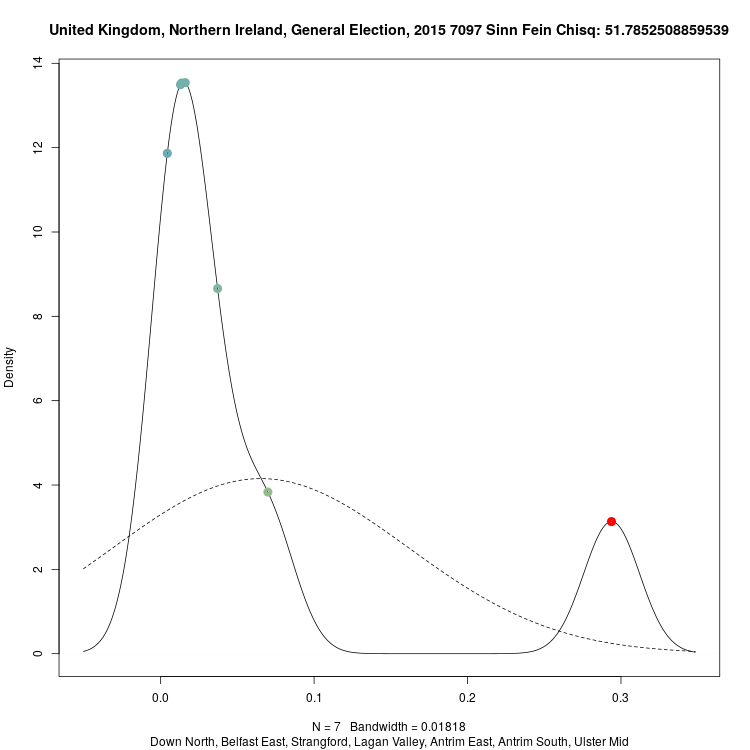 United Kingdom, Northern Ireland, General Election, 2015 7097 Sinn Fein Chisq: 51.7852508859539
14
12
10
8
6
4
2
0
Density
0.0 0.1 0.2 0.3
N = 7 Bandwidth = 0.01818
Down North, Belfast East, Strangford, Lagan Valley, Antrim East, Antrim South, Ulster Mid